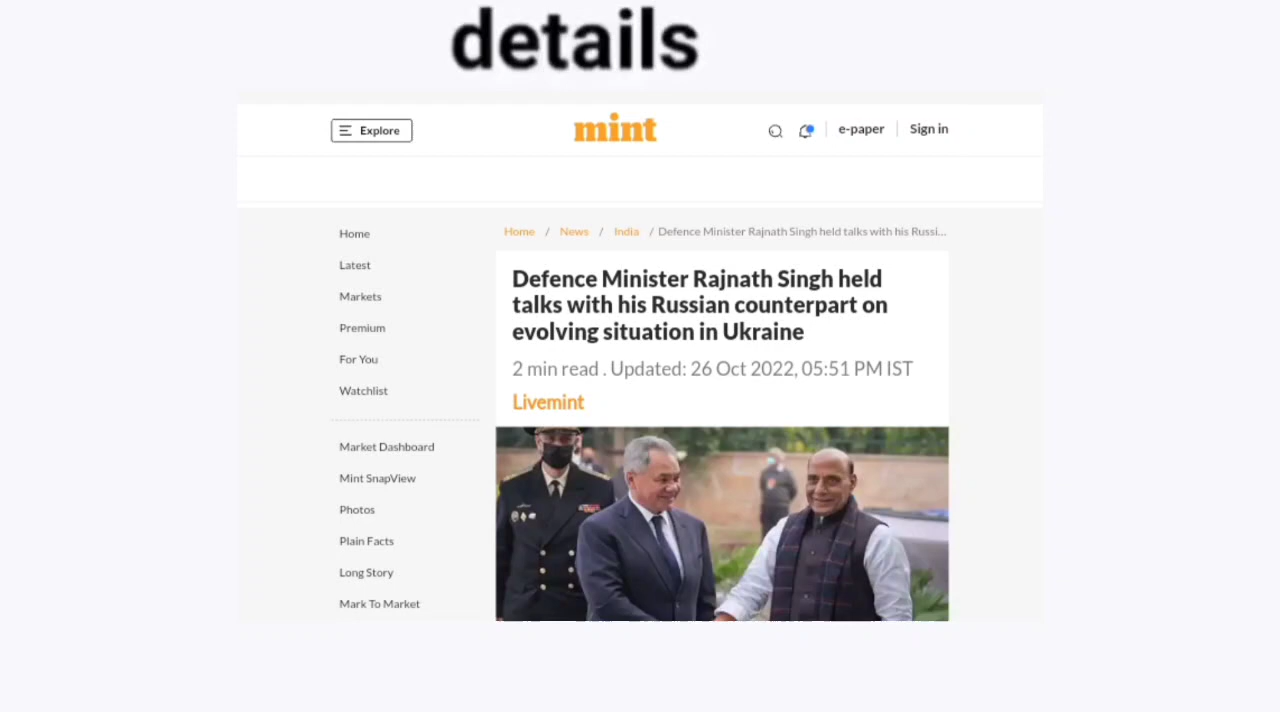 details
Explore
mint
e-paper
Sign in
Home
Latest
Markets
Premium
For You
Watchlist
Market Dashboard
Mint SnapView
Photos
Plain Facts
Long Story
Mark To Market
Home / News / India / Defence Minister Rajnath Singh held talks with his Russi...
Defence Minister Rajnath Singh held
talks with his Russian counterpart on
evolving situation in Ukraine
2 min read . Updated: 26 Oct 2022, 05:51 PM IST
Livemint